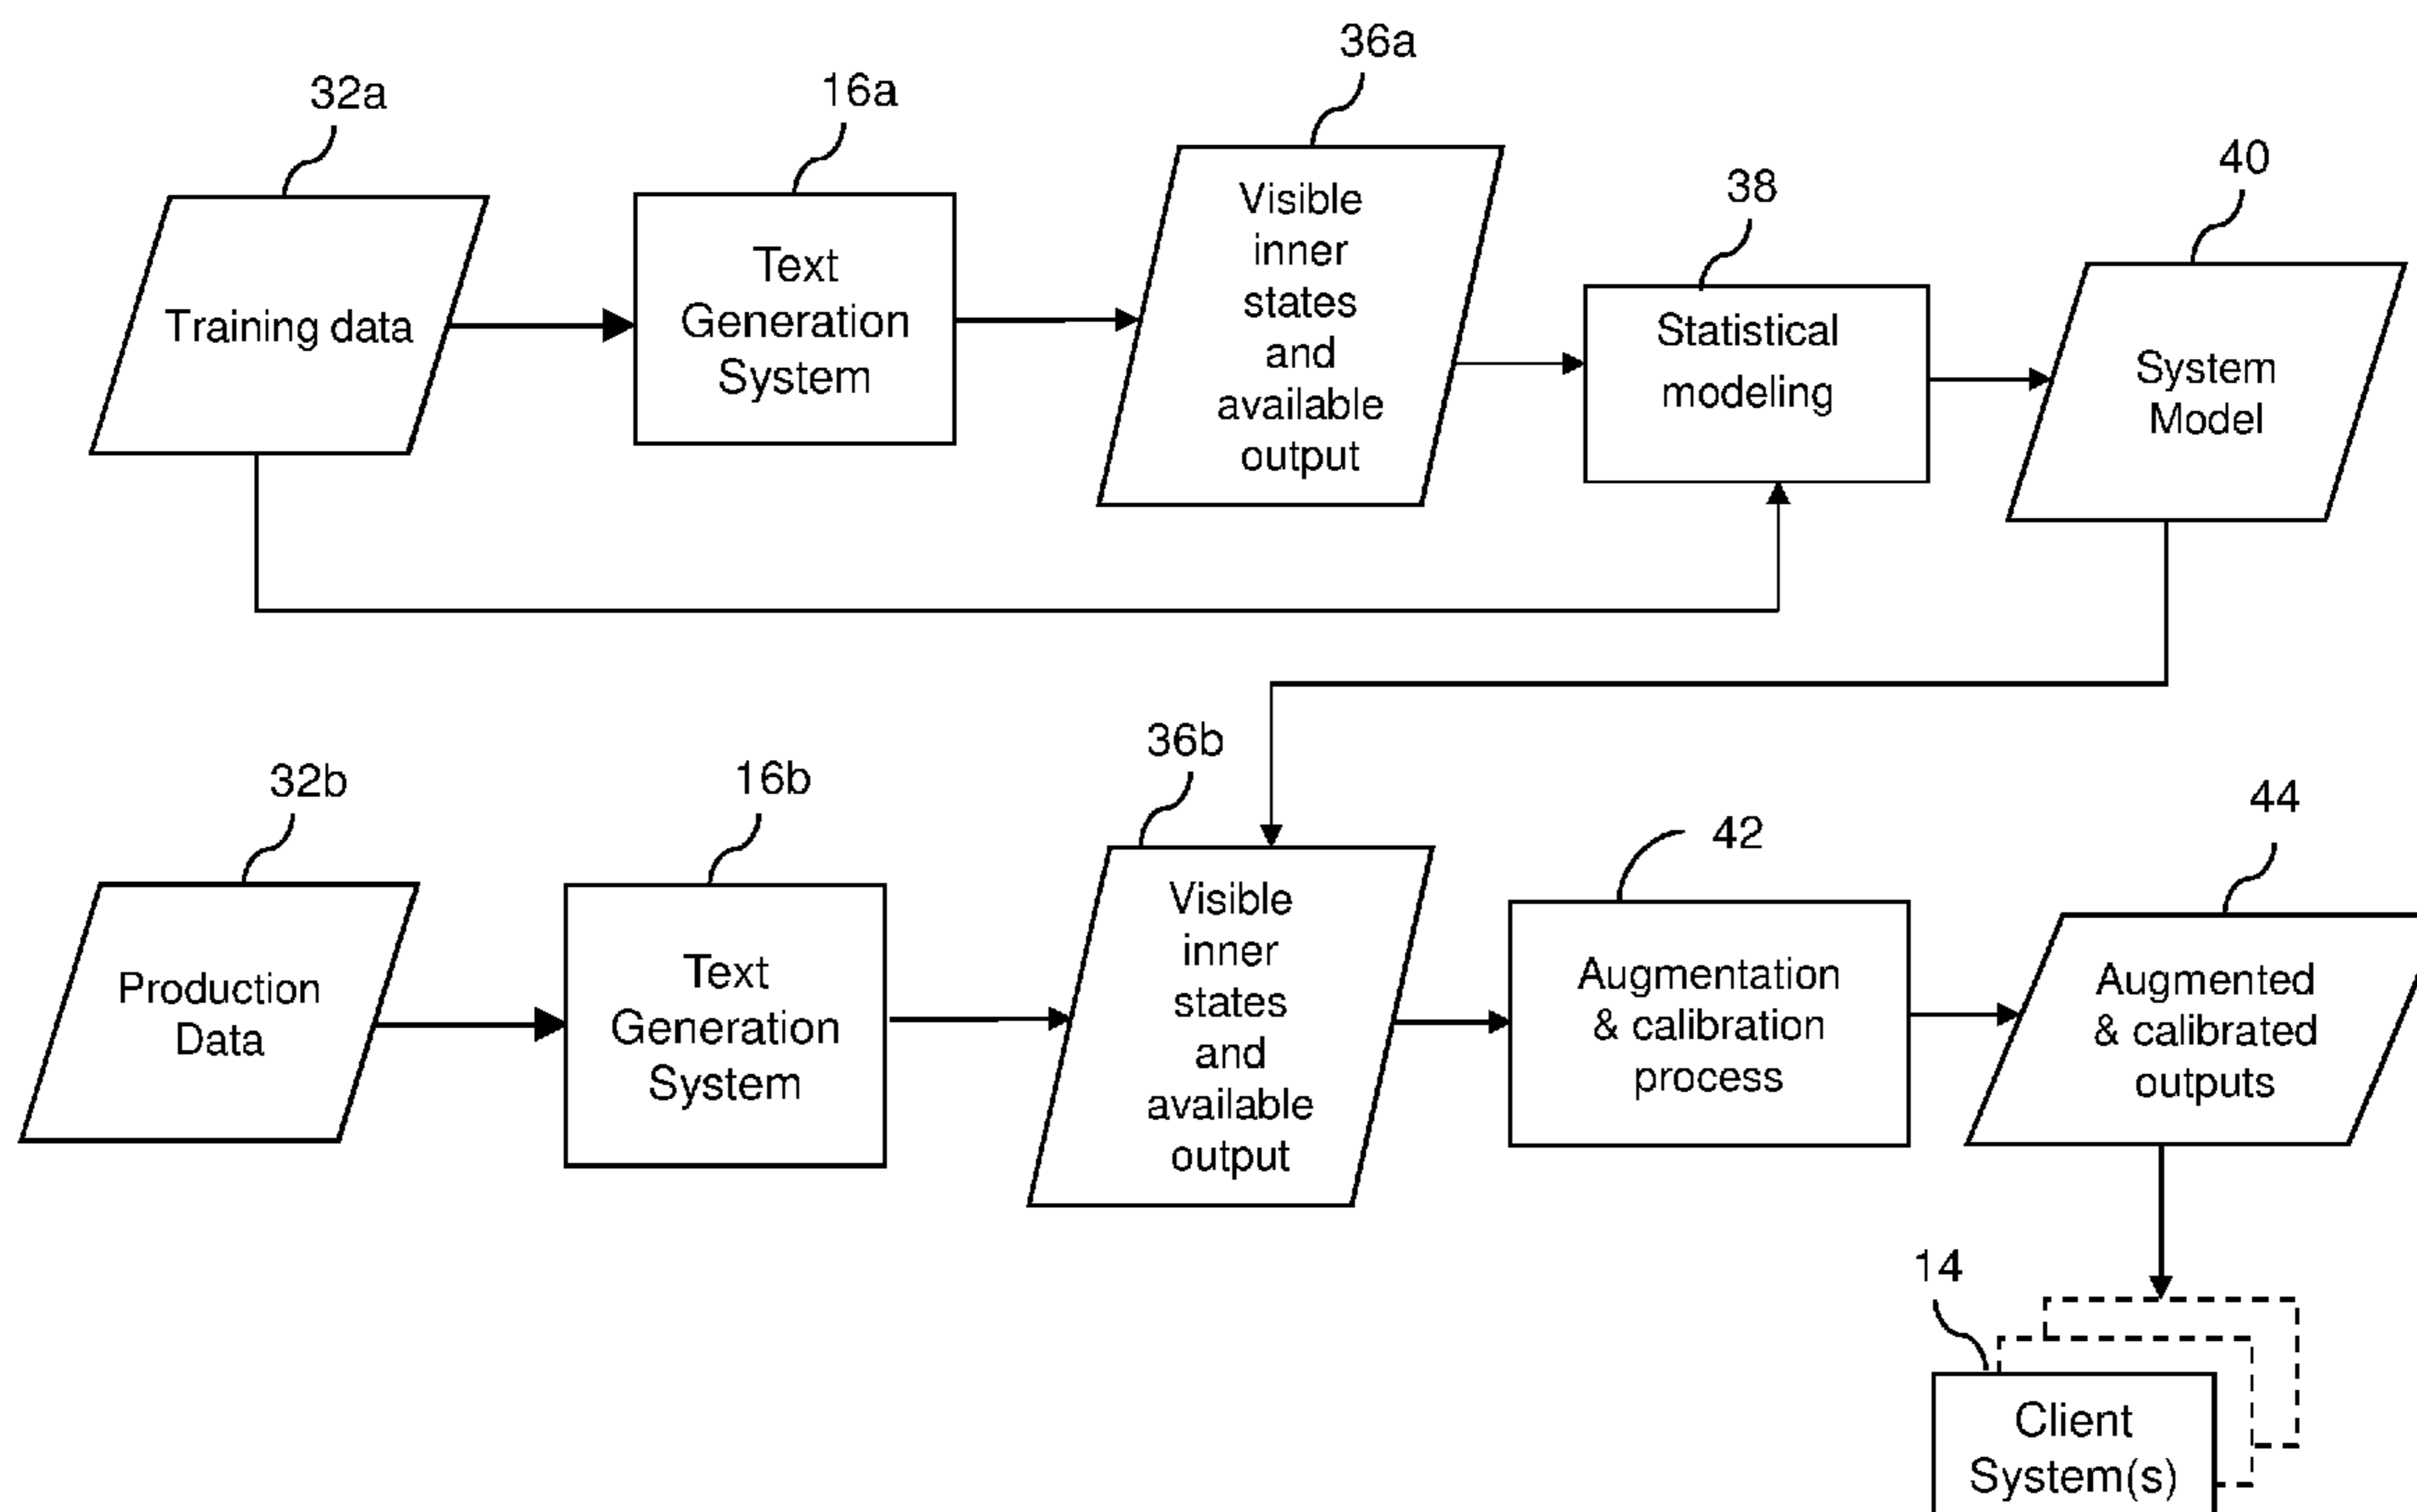 36a
32a
16a
40
38
Training data
Text
Generation
System
Visible
inner
states
and
available
output
Statistical
modeling
System
Model
36b
32b
16b
42
44
Production
Data
Text
Generation
System
Visible
inner
states
and
available
output
Augmentation
& calibration
process
Augmented
& calibrated
outputs
14
Client
System(s)